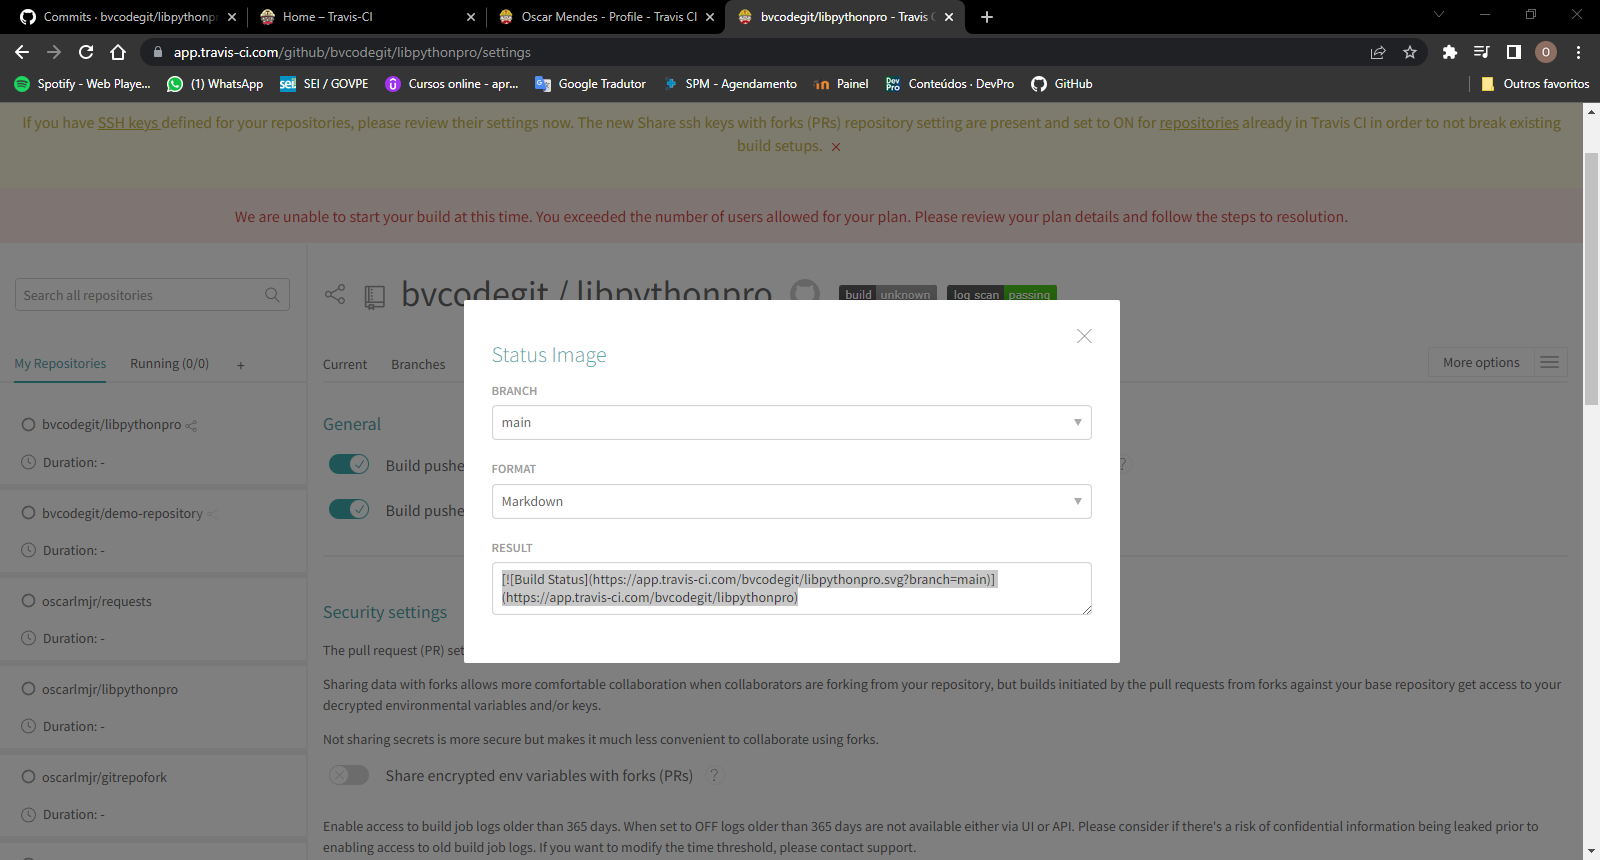 Commits · bvcodegit/libpythonpr
Home – Travis-CI
Oscar Mendes - Profile - Travis CI
bvcodegit/libpythonpro - Travis C
app.travis-ci.com/github/bvcodegit/libpythonpro/settings
O
Spotify - Web Playe...
(1) WhatsApp
sei.
SEI / GOVPE
Cursos online - apr...
Google Tradutor
SPM - Agendamento
Painel
Dev
Pro
Conteúdos · DevPro
GitHub
Outros favoritos
If you have SSH keys defined for your repositories, please review their settings now. The new Share ssh keys with forks (PRs) repository setting are present and set to ON for repositories already in Travis CI in order to not break existing
build setups.
We are unable to start your build at this time. You exceeded the number of users allowed for your plan. Please review your plan details and follow the steps to resolution.
Search all repositories
bvcodegit / libpythonpro
build unknown
log scan passing
My Repositories
Running (0/0)
+
Current
Branches
More options
bvcodegit/libpythonpro
Duration: -
bvcodegit/demo-repository
Duration: -
oscarlmjr/requests
Duration: -
oscarlmjr/libpythonpro
Duration: -
oscarlmjr/gitrepofork
Duration: -
General
Build pushe
?
Build pushe
Status Image
BRANCH
main
FORMAT
Markdown
RESULT
[![Build Status](https://app.travis-ci.com/bvcodegit/libpythonpro.svg?branch=main)]
(https://app.travis-ci.com/bvcodegit/libpythonpro)
Security settings
The pull request (PR) set
Sharing data with forks allows more comfortable collaboration when collaborators are forking from your repository, but builds initiated by the pull requests from forks against your base repository get access to your
decrypted environmental variables and/or keys.
Not sharing secrets is more secure but makes it much less convenient to collaborate using forks.
Share encrypted env variables with forks (PRs)
?
Enable access to build job logs older than 365 days. When set to OFF logs older than 365 days are not available either via UI or API. Please consider if there's a risk of confidential information being leaked prior to
enabling access to old build job logs. If you want to modify the time threshold, please contact support.